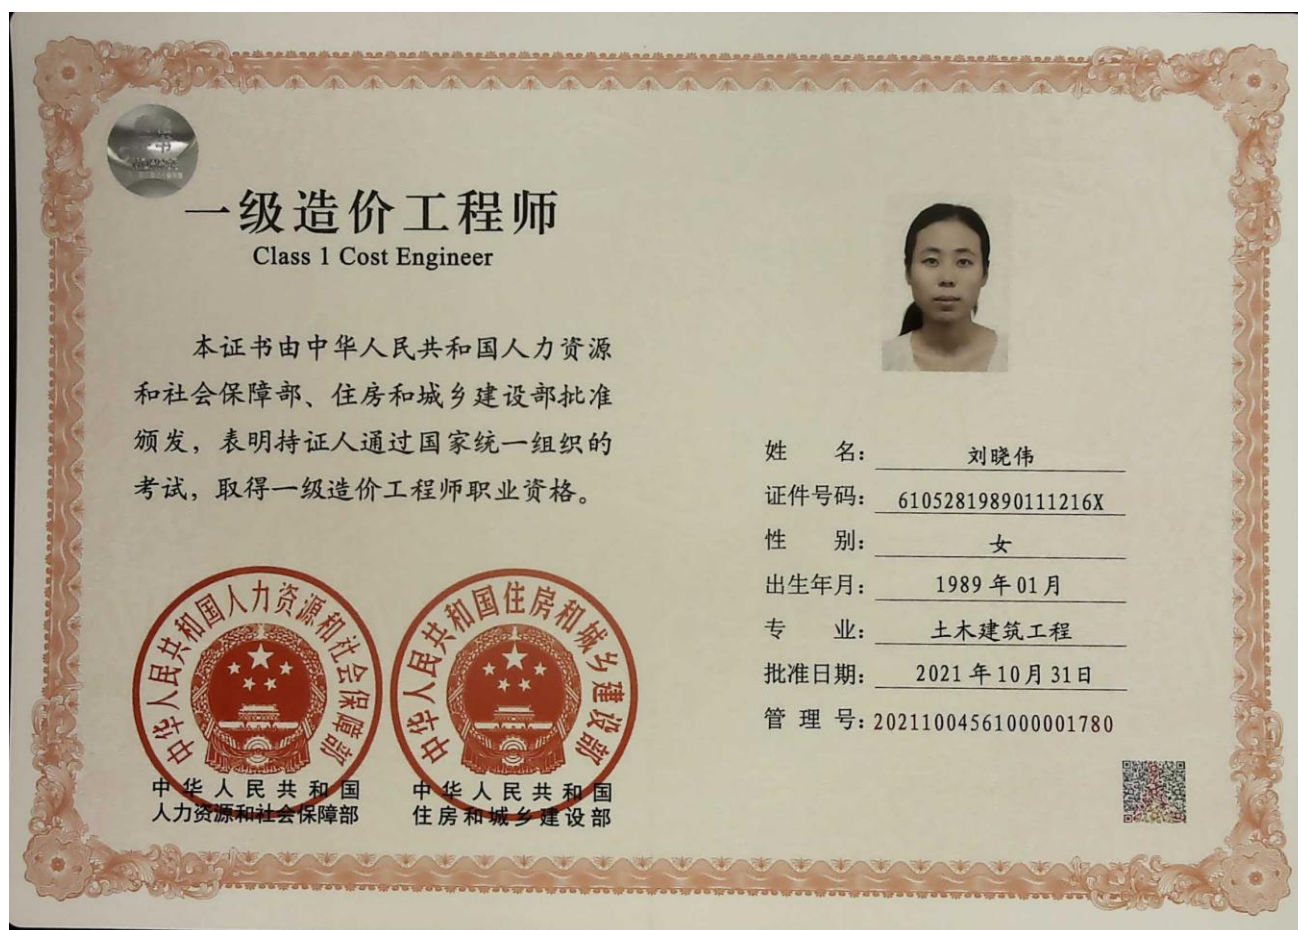 一级造价工程师
Class 1 Cost Engineer
本证书由中华人民共和国人力资源
和社会保障部、住房和城乡建设部批准
颁发，表明持证人通过国家统一组织的
考试，取得一级造价工程师职业资格。
中华人民共和国人力资源和社会保障部
中华人民共和国
人力资源和社会保障部
中华人民共和国住房和城乡建设部
中华人民共和国
住房和城乡建设部
姓 名：刘晓伟
证件号码：61052819890111216X
性 别：女
出生年月：1989年01月
专 业：土木建筑工程
批准日期：2021年10月31日
管 理 号：20211004561000001780